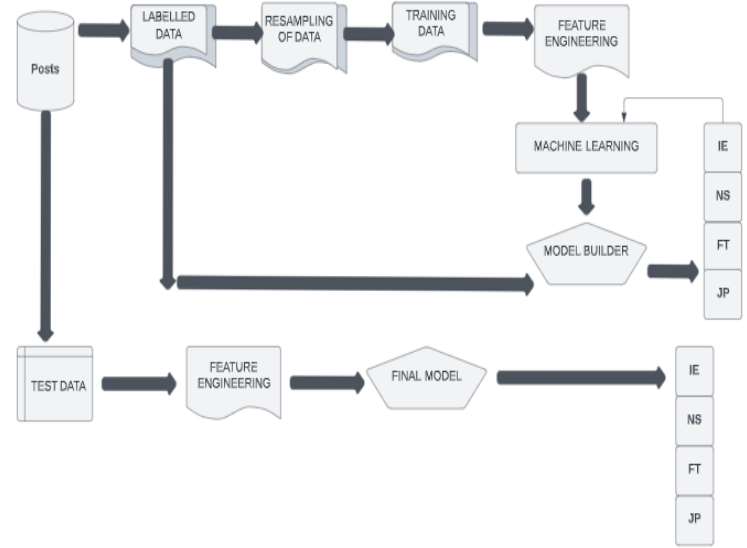 Posts
LABELLED
DATA
RESAMPLING
OF DATA
TRAINING
DATA
FEATURE
ENGINEERING
MACHINE LEARNING
IE
NS
FT
JP
MODEL BUILDER
TEST DATA
FEATURE
ENGINEERING
FINAL MODEL
IE
NS
FT
JP